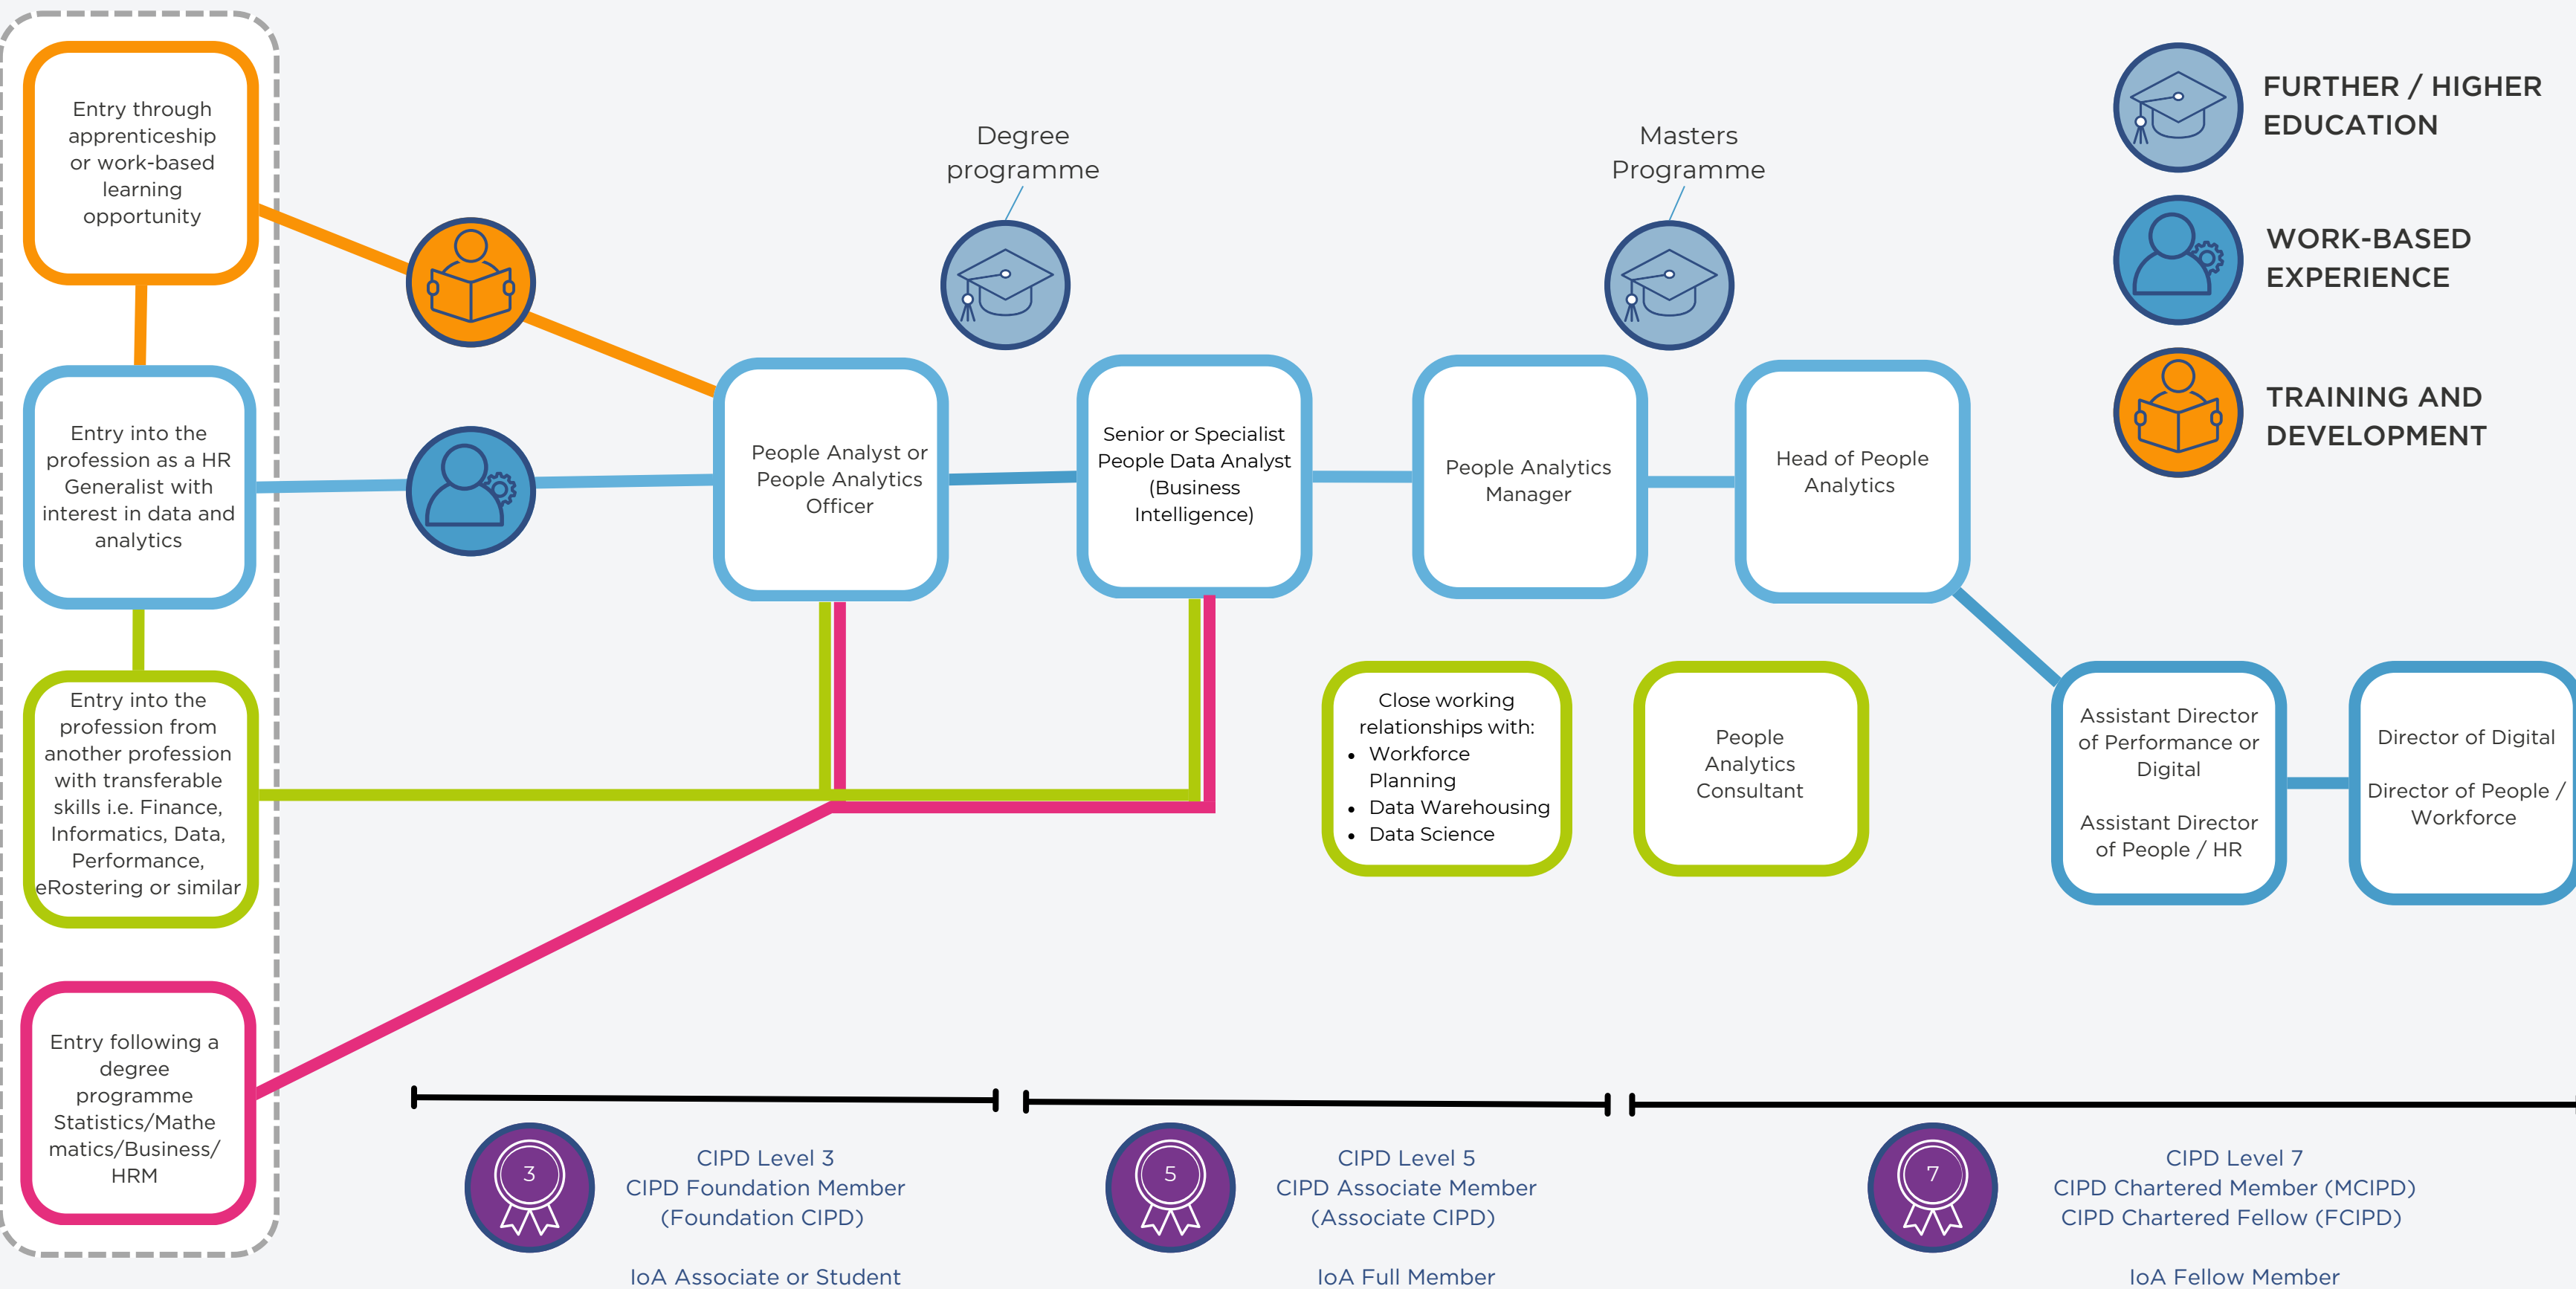 Entry through
apprenticeship
or work-based
learning
opportunity
Entry into the
profession as a HR
Generalist with
interest in data and
analytics
Entry into the
profession from
another profession
with transferable
skills i.e. Finance,
Informatics, Data,
Performance,
eRostering or similar
Entry following a
degree
programme
Statistics/Mathe
matics/Business/
HRM
Degree
programme
Masters
Programme
FURTHER / HIGHER
EDUCATION
WORK-BASED
EXPERIENCE
TRAINING AND
DEVELOPMENT
People Analyst or
People Analytics
Officer
Senior or Specialist
People Data Analyst
(Business
Intelligence)
People Analytics
Manager
Head of People
Analytics
Close working
relationships with:
• Workforce
Planning
• Data Warehousing
• Data Science
People
Analytics
Consultant
Assistant Director
of Performance or
Digital
Assistant Director
of People / HR
Director of Digital
Director of People /
Workforce
3
CIPD Level 3
CIPD Foundation Member
(Foundation CIPD)
IoA Associate or Student
5
CIPD Level 5
CIPD Associate Member
(Associate CIPD)
IoA Full Member
7
CIPD Level 7
CIPD Chartered Member (MCIPD)
CIPD Chartered Fellow (FCIPD)
IoA Fellow Member